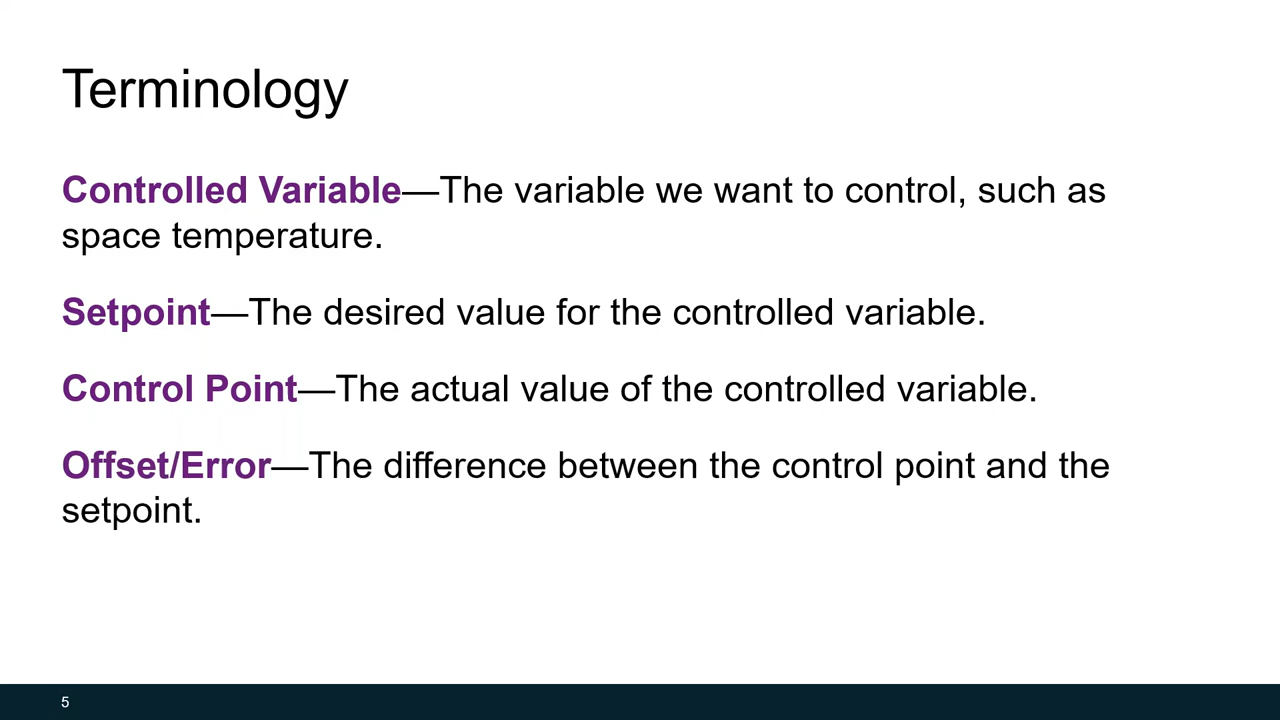 Terminology
Controlled Variable—The variable we want to control, such as
space temperature.
Setpoint—The desired value for the controlled variable.
Control Point—The actual value of the controlled variable.
Offset/Error—The difference between the control point and the
setpoint.
5